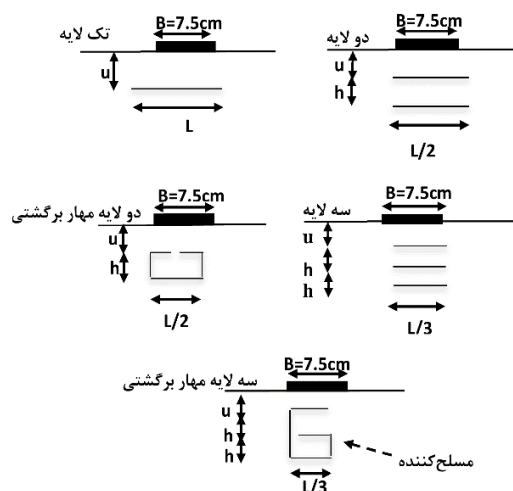 تک لایه
B=7.5cm
u
L
دو لایه
B=7.5cm
u
h
L/2
دو لایه مهار برگشتی
B=7.5cm
u
h
L/2
سه لایه
B=7.5cm
u
h
h
L/3
سه لایه مهار برگشتی
B=7.5cm
u
h
h
L/3
مسلح‌کننده